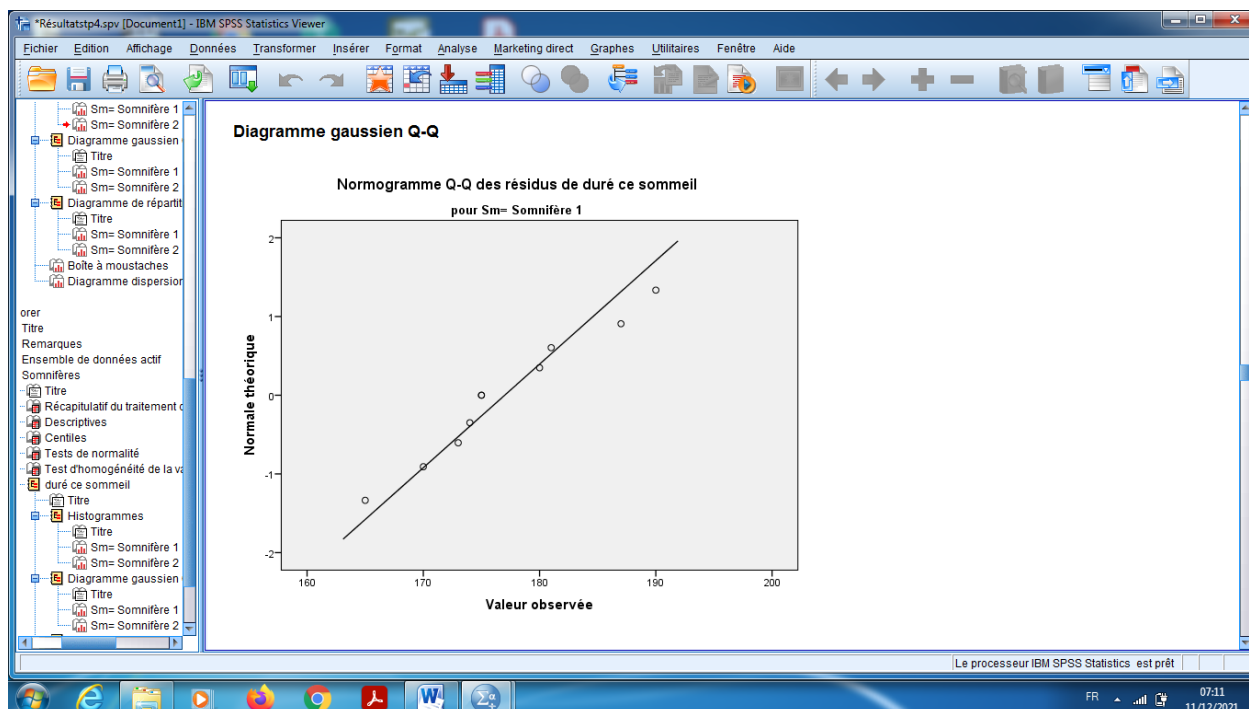 *Résultatstp4.spv [Document1] - IBM SPSS Statistics Viewer
Fichier Edition Affichage Données Transformer Insérer Format Analyse Marketing direct Graphes Utilitaires Fenêtre Aide
Sm= Somnifère 1
Sm= Somnifère 2
Diagramme gaussien
Titre
Sm= Somnifère 1
Sm= Somnifère 2
Diagramme de répartit
Titre
Sm= Somnifère 1
Sm= Somnifère 2
Boîte à moustaches
Diagramme dispersion
orer
Titre
Remarques
Ensemble de données actif
Somnifères
Titre
Récapitulatif du traitement d
Descriptives
Centiles
Tests de normalité
Test d'homogénéité de la va
duré ce sommeil
Titre
Histogrammes
Titre
Sm= Somnifère 1
Sm= Somnifère 2
Diagramme gaussien
Titre
Sm= Somnifère 1
Sm= Somnifère 2
Diagramme gaussien Q-Q
Normogramme Q-Q des résidus de duré ce sommeil
pour Sm= Somnifère 1
Normale théorique
2
1
0
-1
-2
160 170 180 190 200
Valeur observée
Le processeur IBM SPSS Statistics est prêt
FR
07:11
11/12/2021